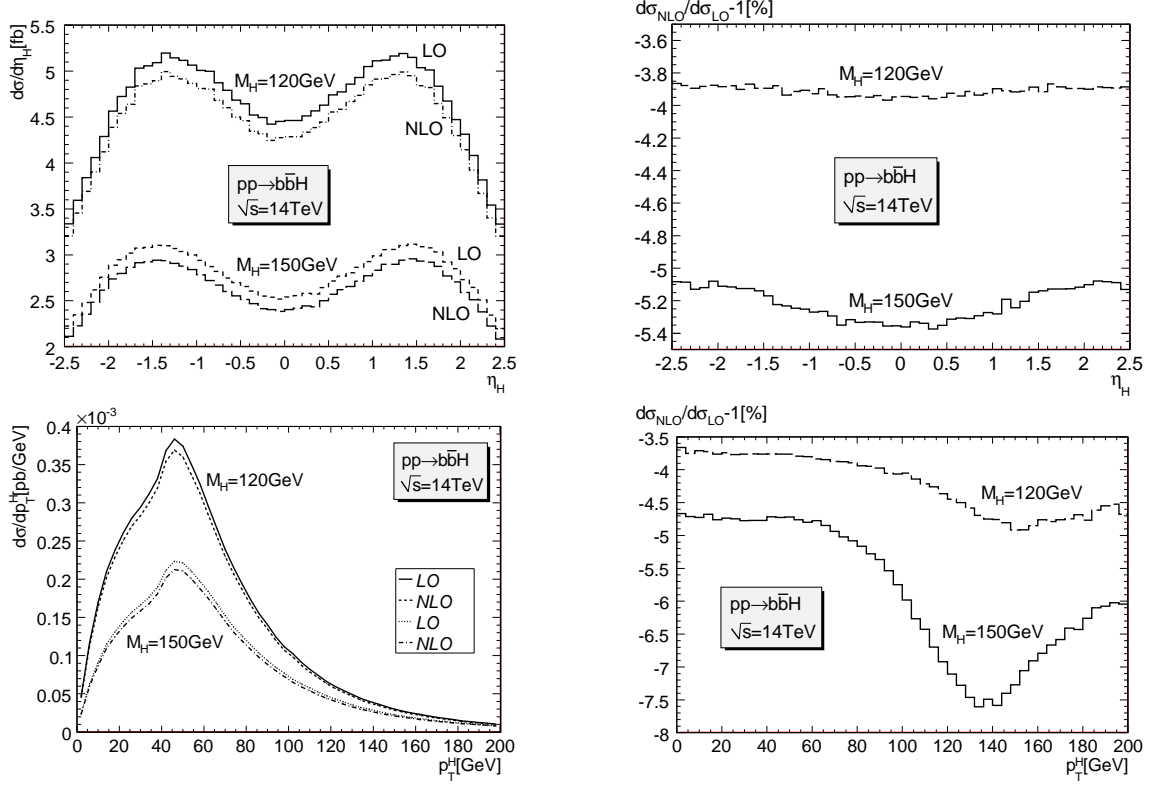 dσ/dη_H[fb]
5.5
5
4.5
4
3.5
3
2.5
2
LO
M_H=120GeV
NLO
pp→bb̄H
√s=14TeV
LO
M_H=150GeV
NLO
-2.5 -2 -1.5 -1 -0.5 0 0.5 1 1.5 2 2.5
η_H
dσ_NLO/dσ_LO-1[%]
-3.6
-3.8
-4
-4.2
-4.4
-4.6
-4.8
-5
-5.2
-5.4
M_H=120GeV
pp→bb̄H
√s=14TeV
M_H=150GeV
-2.5 -2 -1.5 -1 -0.5 0 0.5 1 1.5 2 2.5
η_H
×10⁻³
dσ/dp_T^H[pb/GeV]
0.4
0.35
0.3
0.25
0.2
0.15
0.1
0.05
0
pp→bb̄H
√s=14TeV
M_H=120GeV
LO
NLO
LO
NLO
M_H=150GeV
0 20 40 60 80 100 120 140 160 180 200
p_T^H[GeV]
dσ_NLO/dσ_LO-1[%]
-3.5
-4
-4.5
-5
-5.5
-6
-6.5
-7
-7.5
-8
M_H=120GeV
pp→bb̄H
√s=14TeV
M_H=150GeV
0 20 40 60 80 100 120 140 160 180 200
p_T^H[GeV]